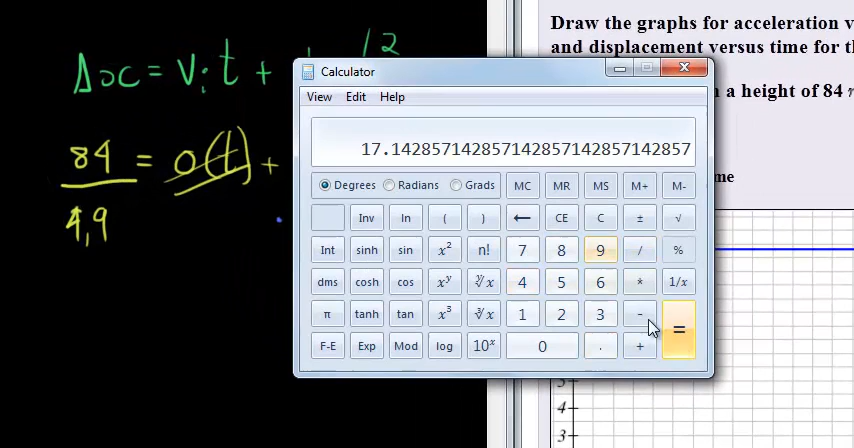 Δx = vᵢt +
84 = 0(t) +
4,9
Calculator
View Edit Help
17.142857142857142857142857142857
Degrees Radians Grads MC MR MS M+ M-
Inv ln ( ) ← CE C ± √
Int sinh sin x² n! 7 8 9 / %
dms cosh cos xʸ ʸ√x 4 5 6 * 1/x
π tanh tan x³ ³√x 1 2 3 - =
F-E Exp Mod log 10ˣ 0 . +
Draw the graphs for acceleration v
and displacement versus time for th
n a height of 84
me
5
4
3